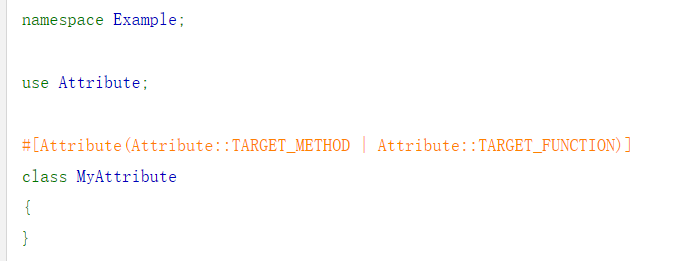 namespace Example;
use Attribute;
#[Attribute(Attribute::TARGET_METHOD | Attribute::TARGET_FUNCTION)]
class MyAttribute
{
}